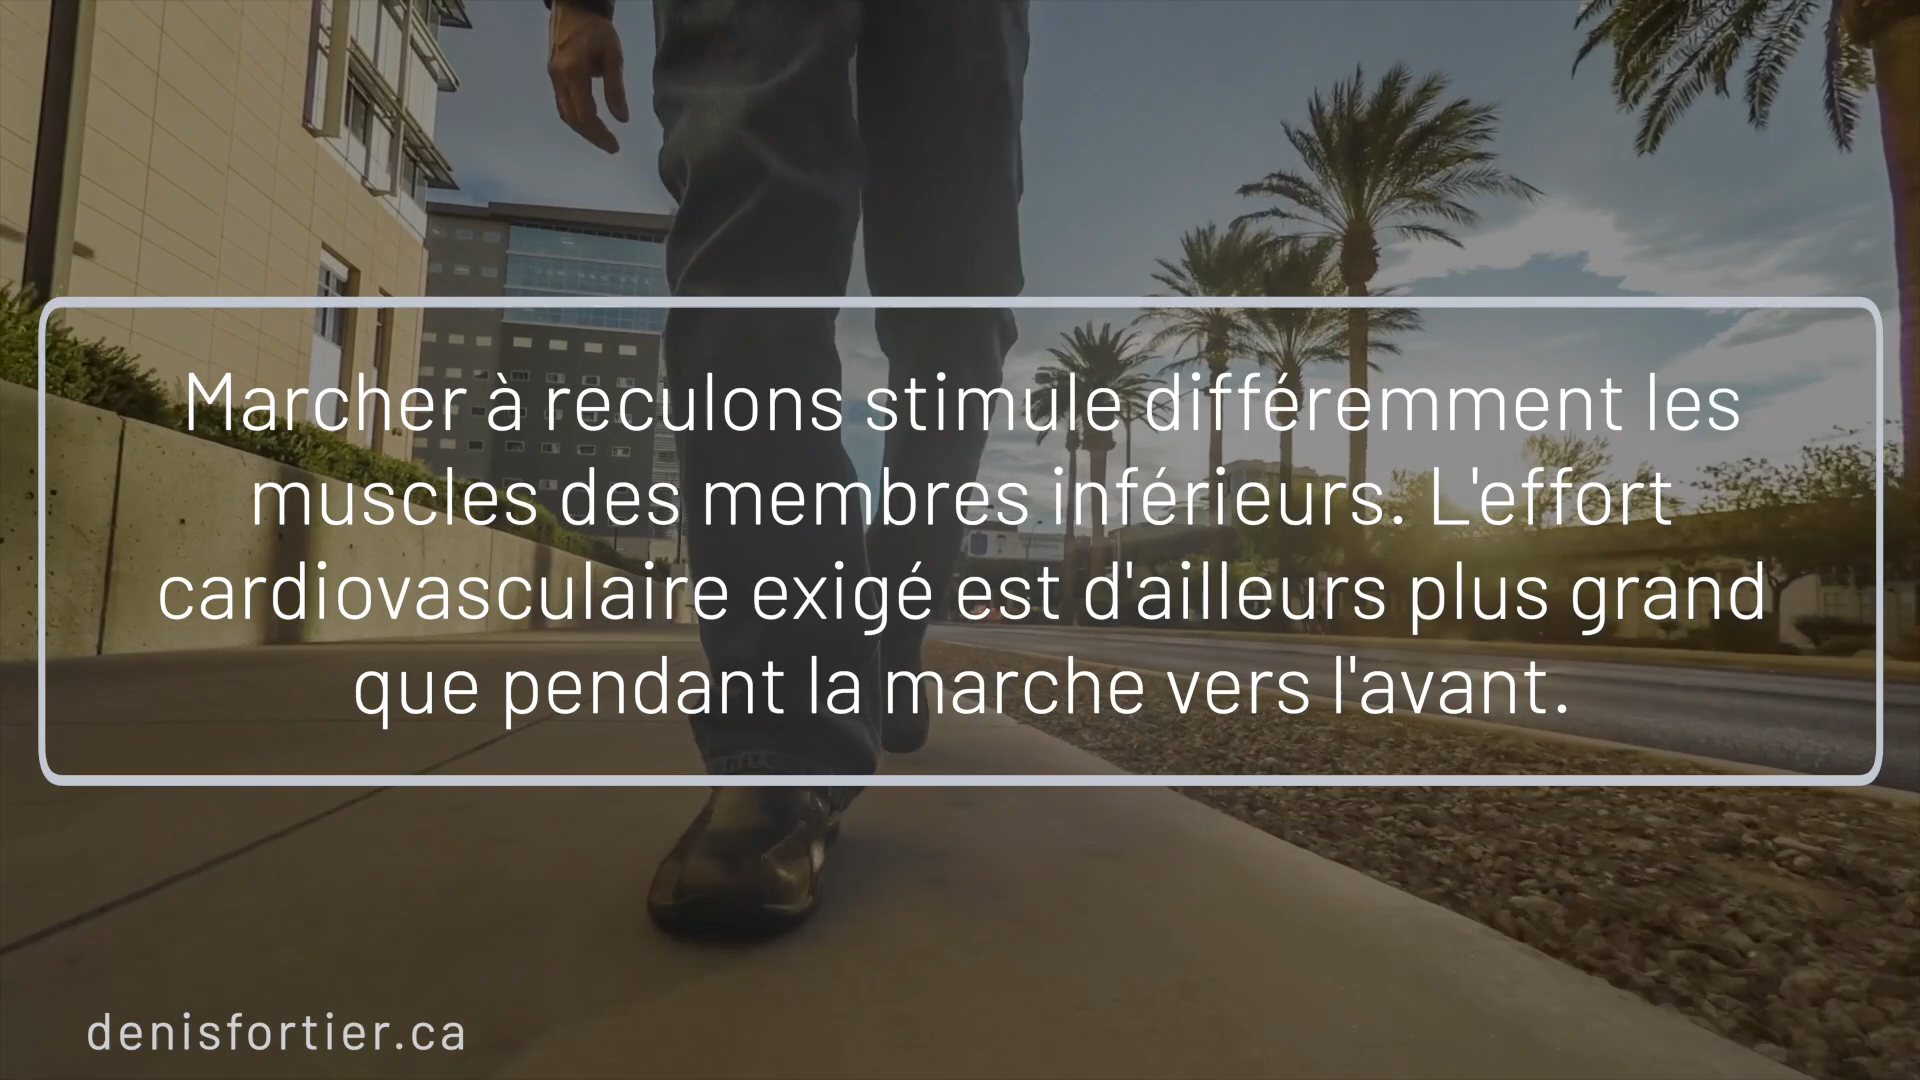 Marcher à reculons stimule différemment les
muscles des membres inférieurs. L'effort
cardiovasculaire exigé est d'ailleurs plus grand
que pendant la marche vers l'avant.
denisfortier.ca